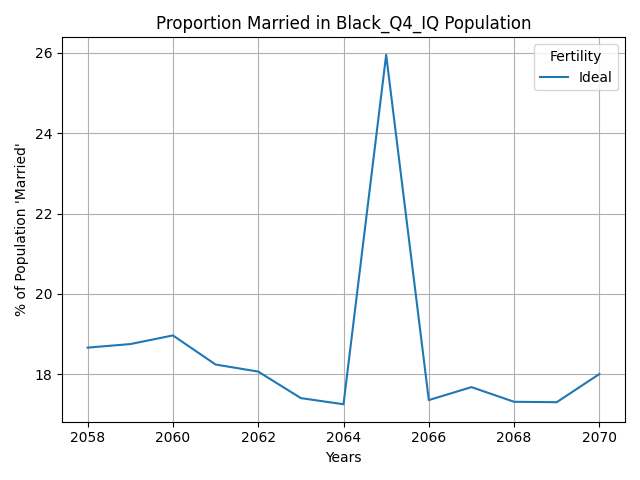 Proportion Married in Black_Q4_IQ Population
Fertility
Ideal
% of Population 'Married'
26
24
22
20
18
2058
2060
2062
2064
2066
2068
2070
Years